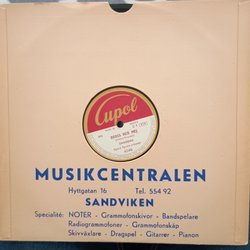 Cupol
MUSIKCENTRALEN
Hyttgatan 16 Tel. 554 92
SANDVIKEN
Specialité: NOTER - Grammofonskivor - Bandspelare
Radiogrammofoner - Grammofonskåp
Skivväxlare - Dragspel - Gitarrer - Pianon